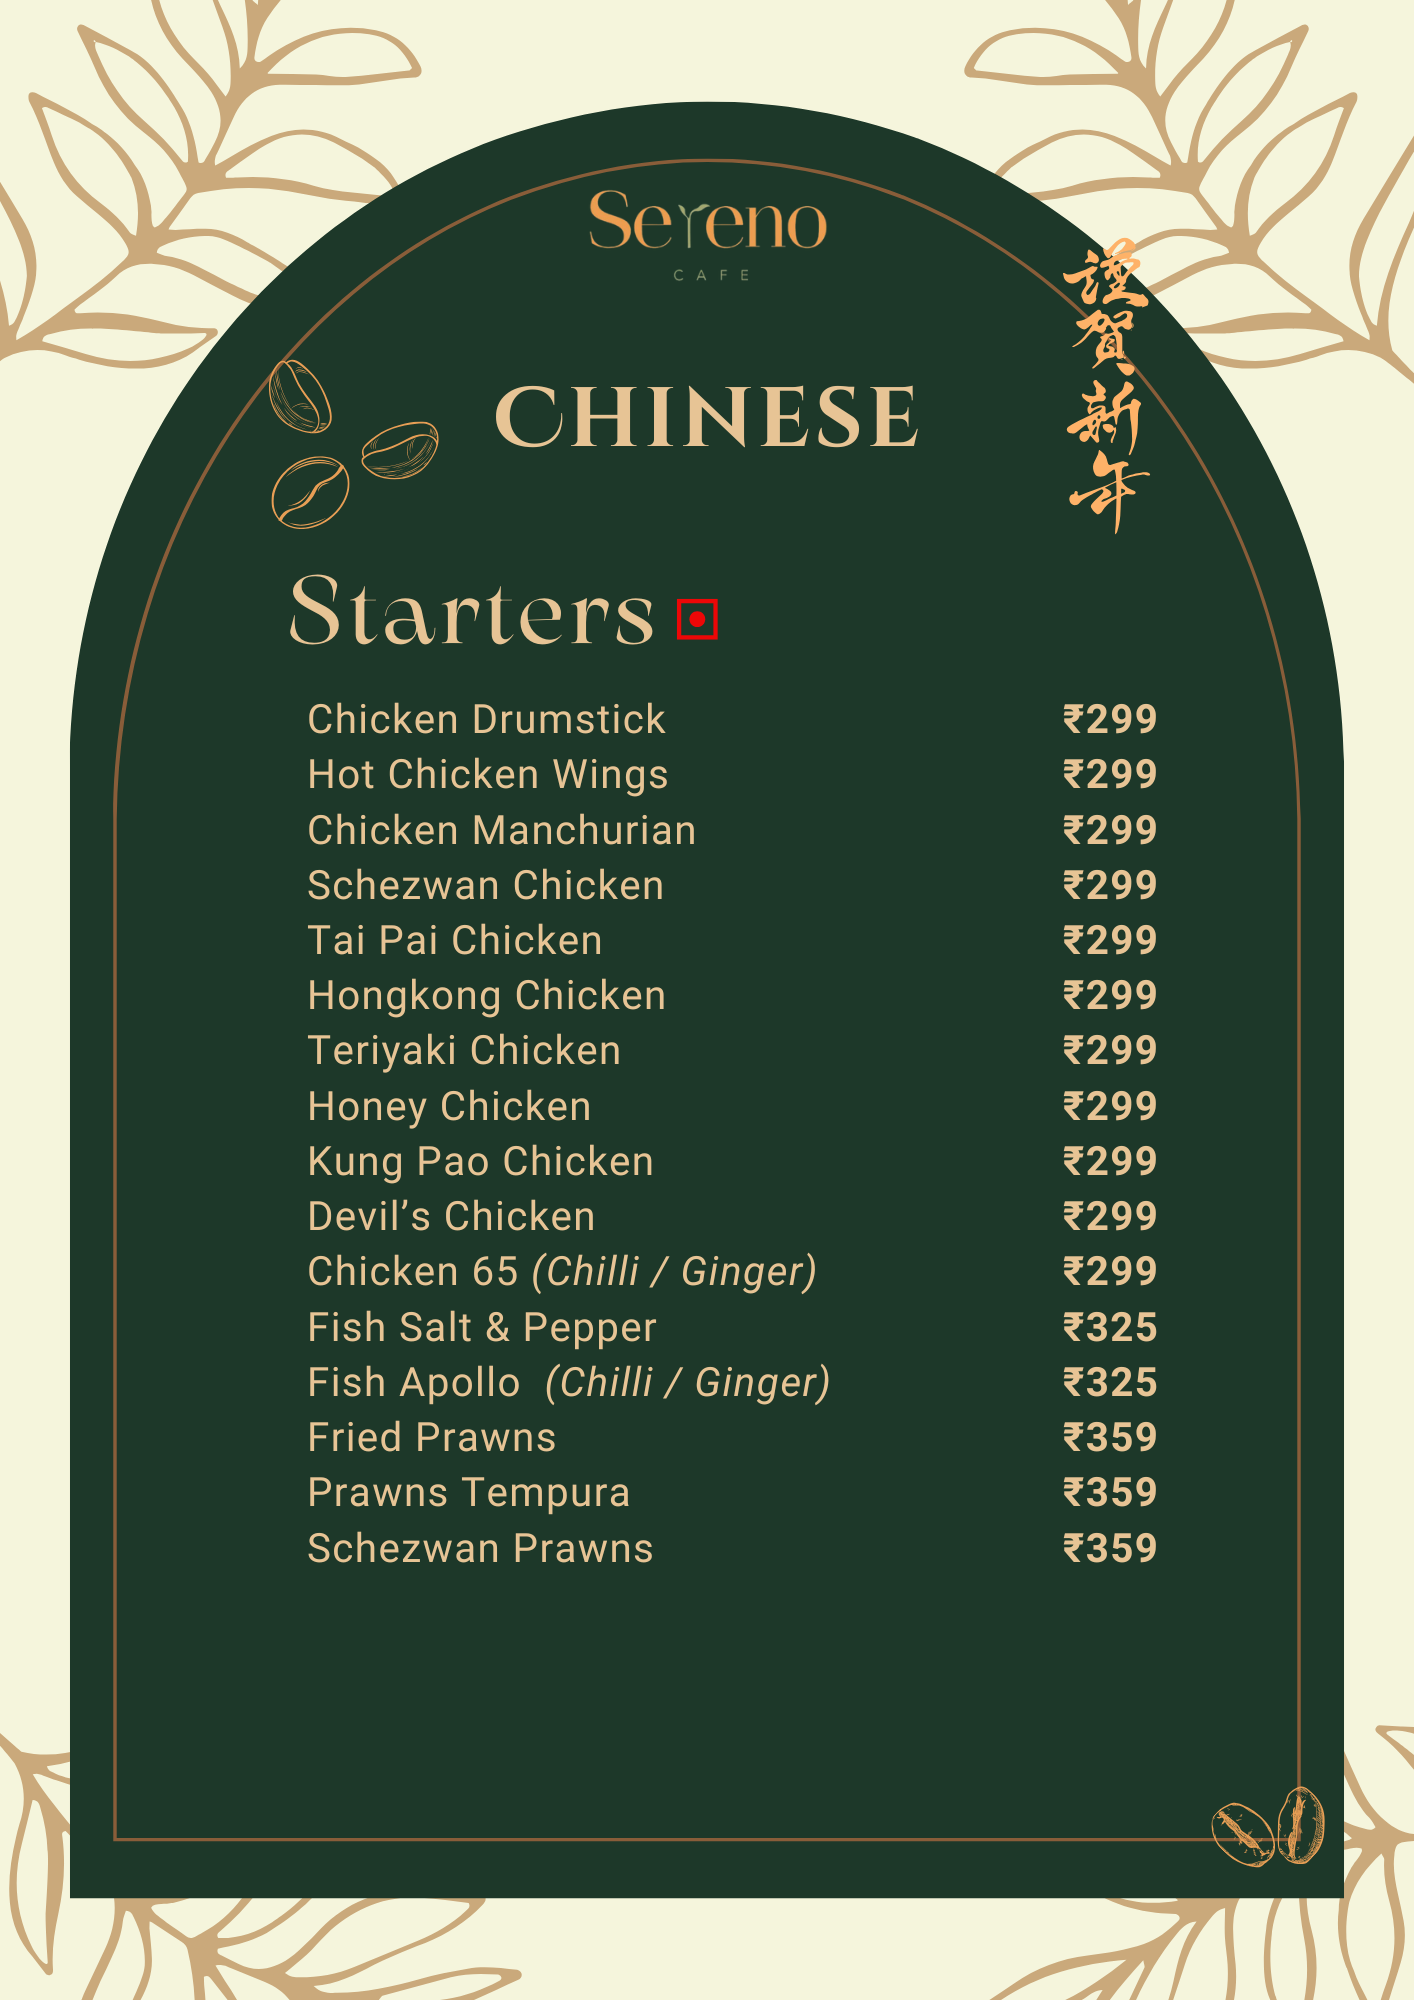 Sereno
CAFE
謹賀新年
CHINESE
Starters
Chicken Drumstick ₹299
Hot Chicken Wings ₹299
Chicken Manchurian ₹299
Schezwan Chicken ₹299
Tai Pai Chicken ₹299
Hongkong Chicken ₹299
Teriyaki Chicken ₹299
Honey Chicken ₹299
Kung Pao Chicken ₹299
Devil’s Chicken ₹299
Chicken 65 (Chilli / Ginger) ₹299
Fish Salt & Pepper ₹325
Fish Apollo (Chilli / Ginger) ₹325
Fried Prawns ₹359
Prawns Tempura ₹359
Schezwan Prawns ₹359